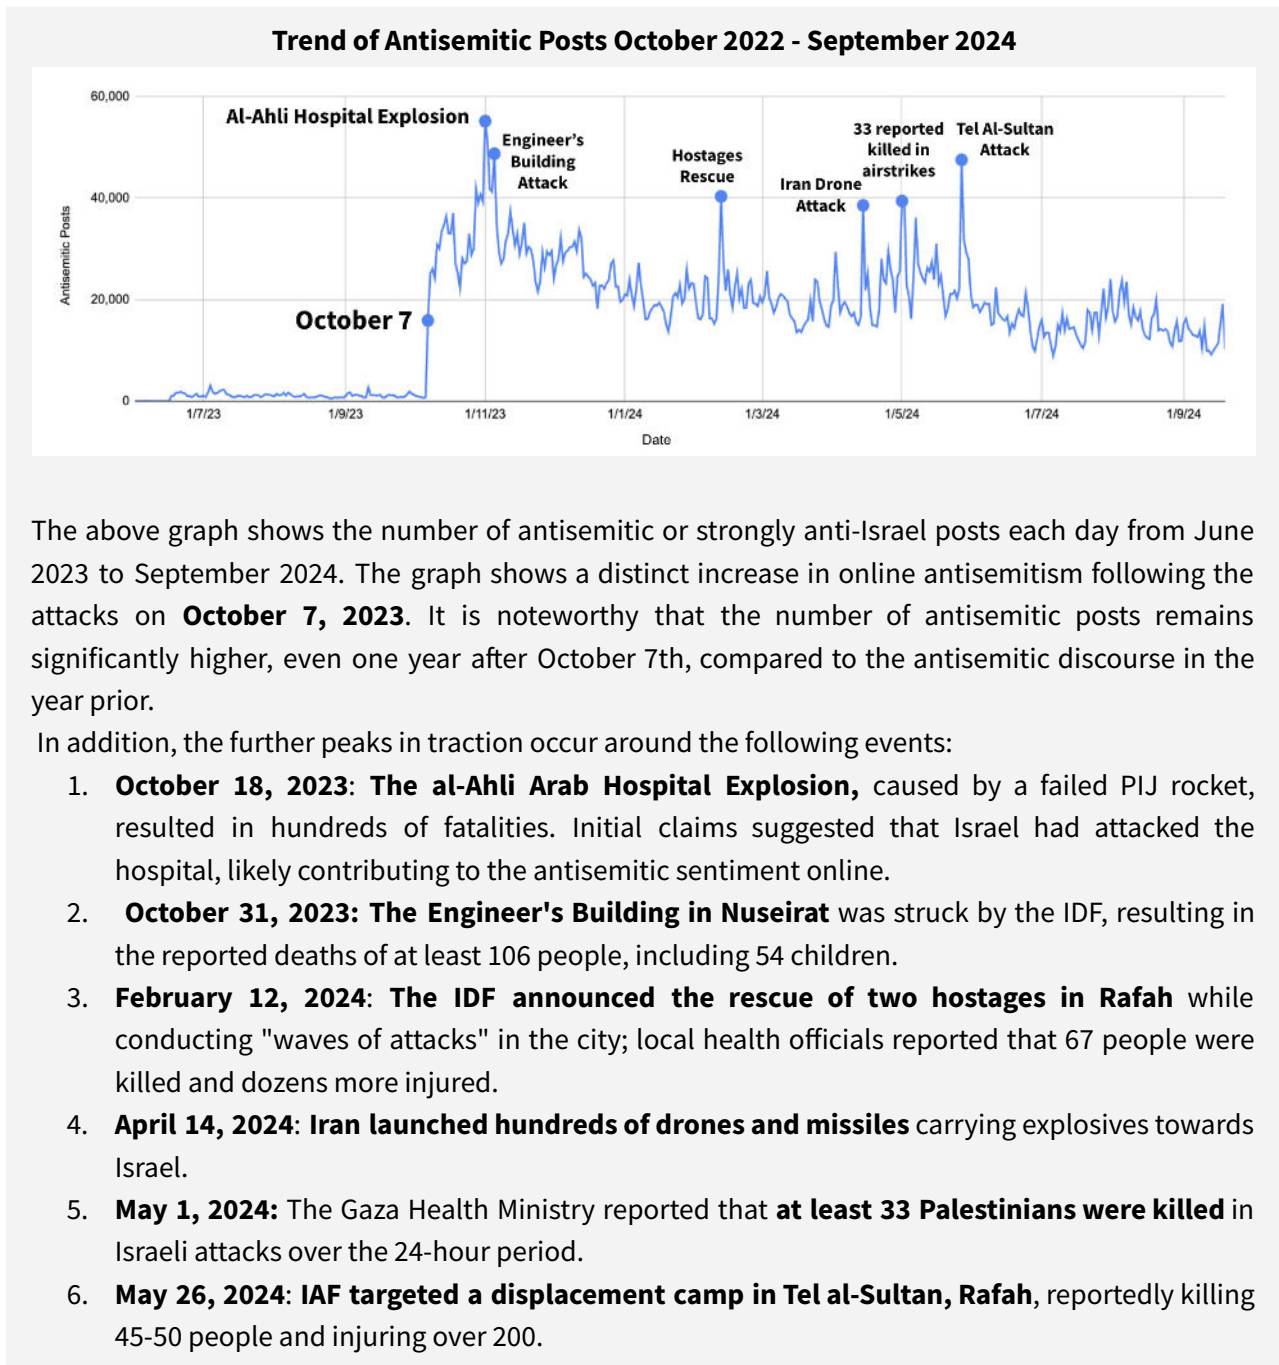 Trend of Antisemitic Posts October 2022 - September 2024
60,000
Al-Ahli Hospital Explosion
Engineer's
Building
Attack
Hostages
Rescue
33 reported
killed in
airstrikes
Tel Al-Sultan
Attack
Iran Drone
Attack
40,000
Antisemitic Posts
20,000
October 7
0
1/7/23
1/9/23
1/11/23
1/1/24
1/3/24
1/5/24
1/7/24
1/9/24
Date
The above graph shows the number of antisemitic or strongly anti-Israel posts each day from June
2023 to September 2024. The graph shows a distinct increase in online antisemitism following the
attacks on October 7, 2023. It is noteworthy that the number of antisemitic posts remains
significantly higher, even one year after October 7th, compared to the antisemitic discourse in the
year prior.
In addition, the further peaks in traction occur around the following events:
1. October 18, 2023: The al-Ahli Arab Hospital Explosion, caused by a failed PIJ rocket,
resulted in hundreds of fatalities. Initial claims suggested that Israel had attacked the
hospital, likely contributing to the antisemitic sentiment online.
2. October 31, 2023: The Engineer's Building in Nuseirat was struck by the IDF, resulting in
the reported deaths of at least 106 people, including 54 children.
3. February 12, 2024: The IDF announced the rescue of two hostages in Rafah while
conducting "waves of attacks" in the city; local health officials reported that 67 people were
killed and dozens more injured.
4. April 14, 2024: Iran launched hundreds of drones and missiles carrying explosives towards
Israel.
5. May 1, 2024: The Gaza Health Ministry reported that at least 33 Palestinians were killed in
Israeli attacks over the 24-hour period.
6. May 26, 2024: IAF targeted a displacement camp in Tel al-Sultan, Rafah, reportedly killing
45-50 people and injuring over 200.